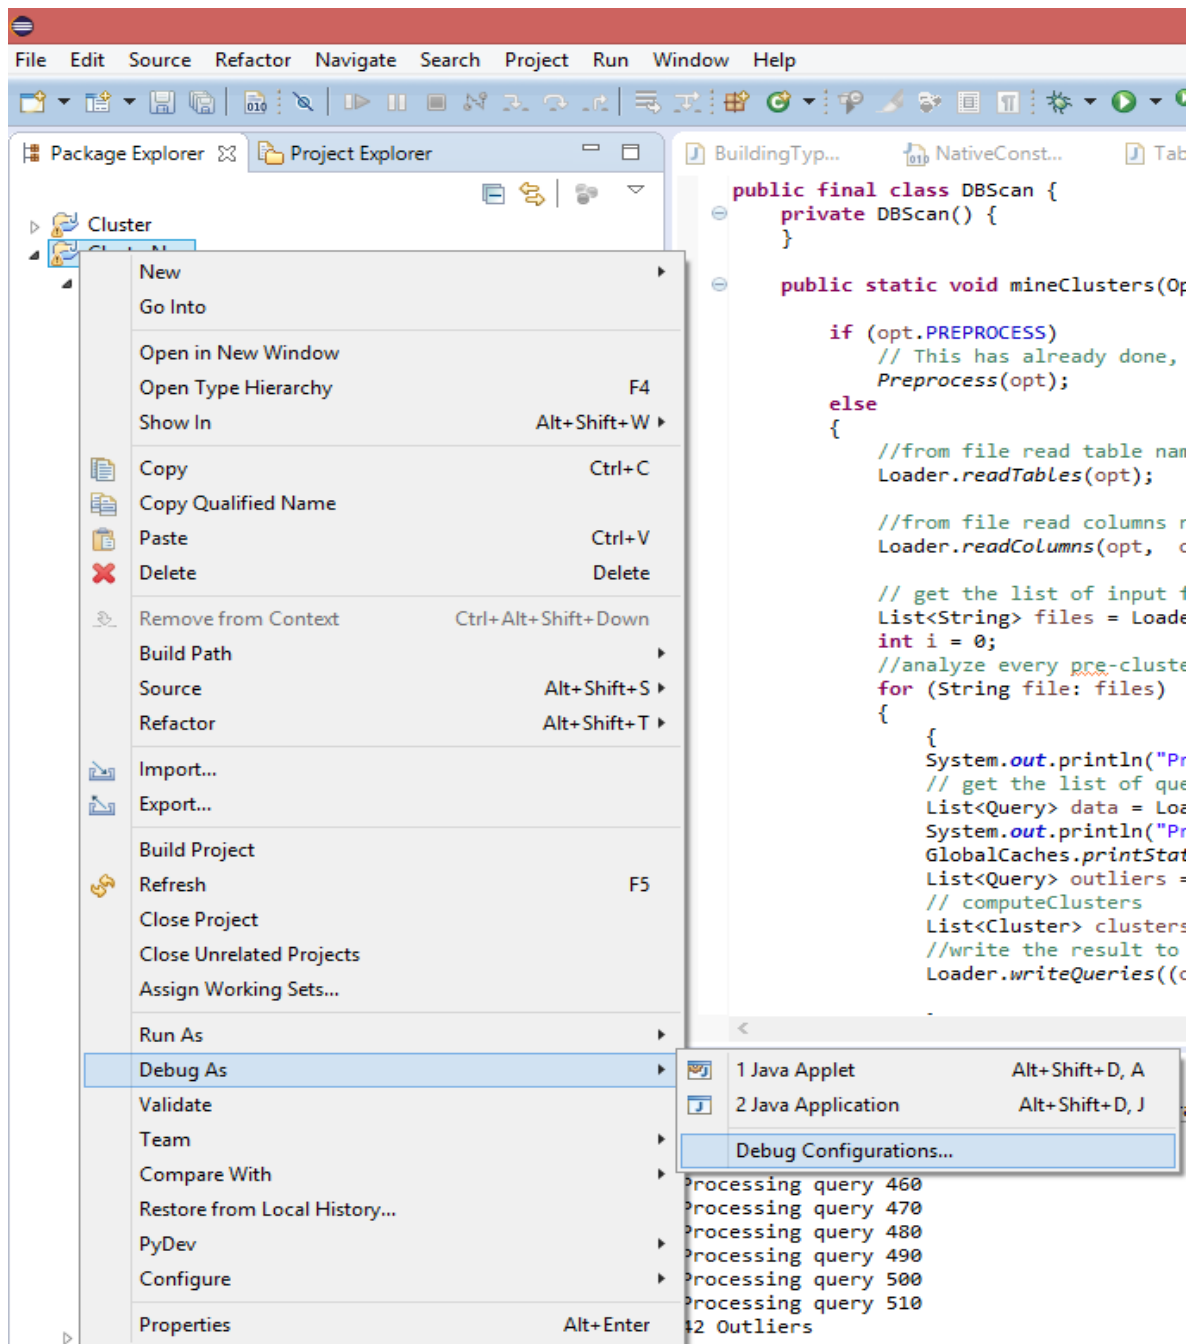 File Edit Source Refactor Navigate Search Project Run Window Help
Package Explorer Project Explorer
Cluster
New
Go Into
Open in New Window
Open Type Hierarchy F4
Show In Alt+Shift+W
Copy Ctrl+C
Copy Qualified Name
Paste Ctrl+V
Delete Delete
Remove from Context Ctrl+Alt+Shift+Down
Build Path
Source Alt+Shift+S
Refactor Alt+Shift+T
Import...
Export...
Build Project
Refresh F5
Close Project
Close Unrelated Projects
Assign Working Sets...
Run As
Debug As
Validate
Team
Compare With
Restore from Local History...
PyDev
Configure
Properties Alt+Enter
1 Java Applet Alt+Shift+D, A
2 Java Application Alt+Shift+D, J
Debug Configurations...
BuildingTyp... NativeConst... Tab
public final class DBScan {
private DBScan() {
}
public static void mineClusters(Op
if (opt.PREPROCESS)
// This has already done,
Preprocess(opt);
else
{
//from file read table nam
Loader.readTables(opt);
//from file read columns
Loader.readColumns(opt,
// get the list of input
List<String> files = Loade
int i = 0;
//analyze every pre-cluste
for (String file: files)
{
{
System.out.println("Pr
// get the list of que
List<Query> data = Loa
System.out.println("Pr
GlobalCaches.printStat
List<Query> outliers =
// computeClusters
List<Cluster> clusters
//write the result to
Loader.writeQueries((
Processing query 460
Processing query 470
Processing query 480
Processing query 490
Processing query 500
Processing query 510
42 Outliers